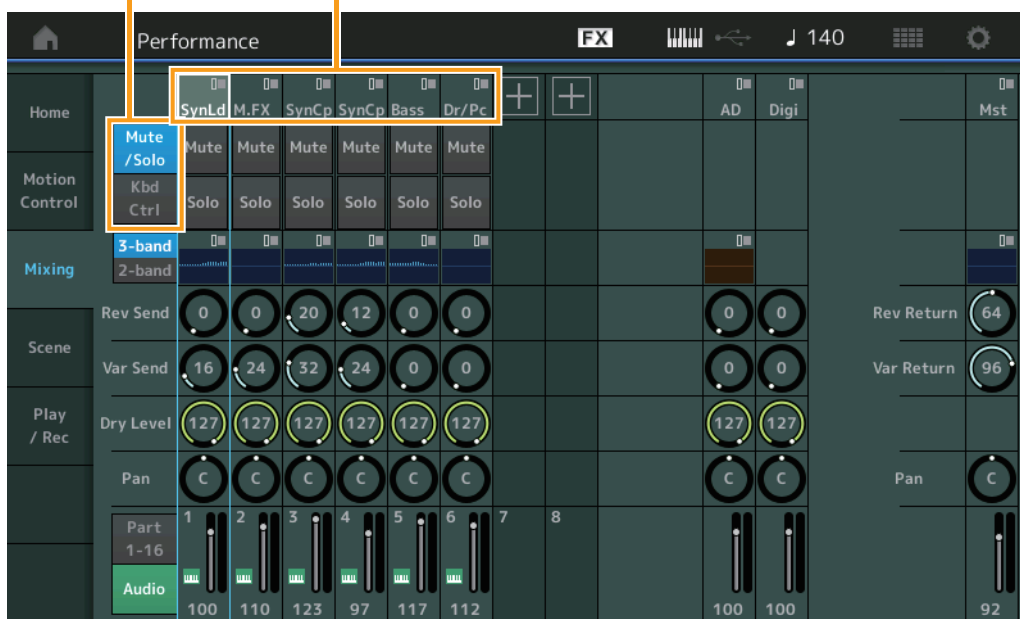 Performance FX 140
Home SynLd M.FX SynCp SynCp Bass Dr/Pc AD Digi Mst
Mute /Solo Mute Mute Mute Mute Mute Mute
Motion Control
Kbd Ctrl Solo Solo Solo Solo Solo Solo
Mixing
3-band
2-band
Rev Send 0 0 20 12 0 0 0 0 Rev Return 64
Scene
Var Send 16 24 32 24 0 0 0 0 Var Return 96
Play / Rec
Dry Level 127 127 127 127 127 127 127 127
Pan C C C C C C C C Pan C
Part 1-16
1 2 3 4 5 6 7 8
Audio
100 110 123 97 117 112 100 100 92